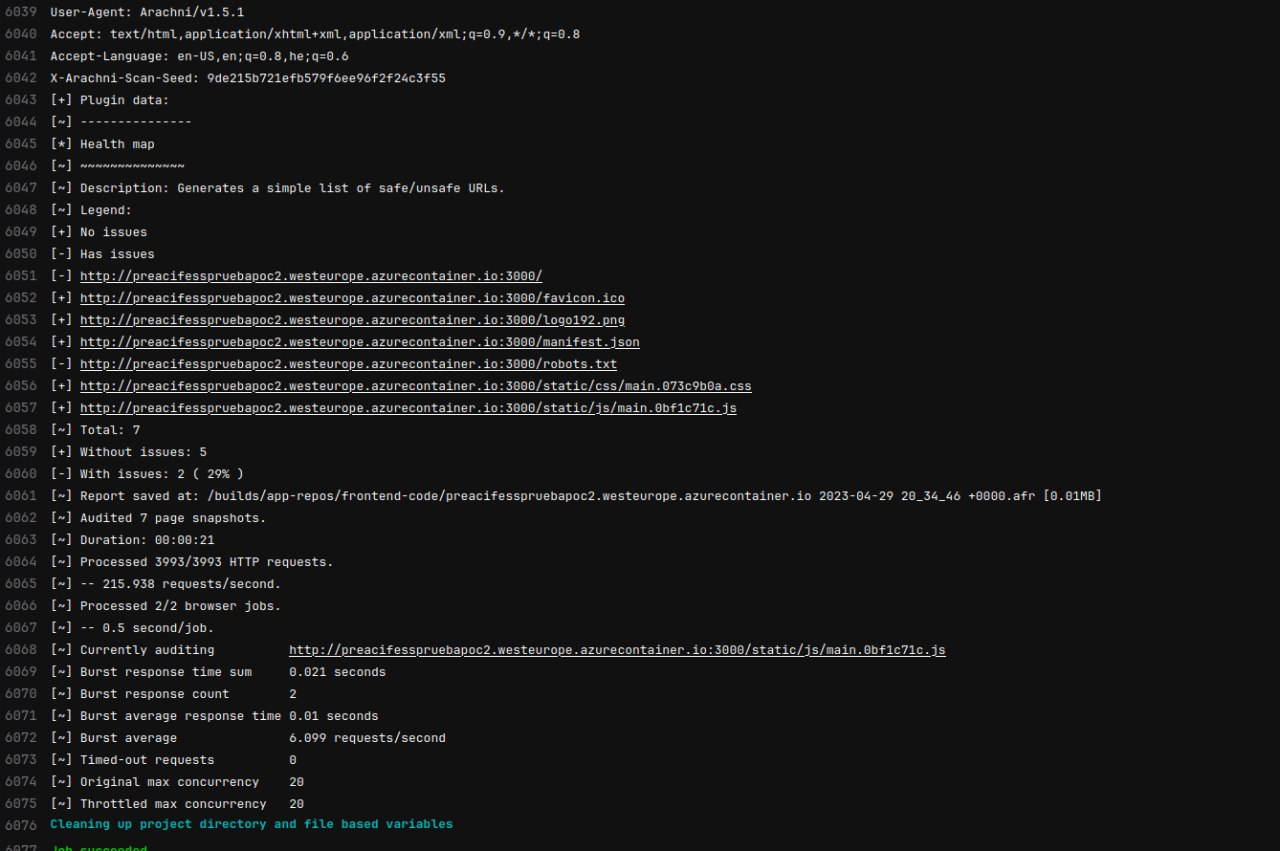 6039 User-Agent: Arachni/v1.5.1
6040 Accept: text/html,application/xhtml+xml,application/xml;q=0.9,*/*;q=0.8
6041 Accept-Language: en-US,en;q=0.8,he;q=0.6
6042 X-Arachni-Scan-Seed: 9de215b721efb579f6ee96f2f24c3f55
6043 [+] Plugin data:
6044 [~] ---------------
6045 [*] Health map
6046 [~] ~~~~~~~~~~~~~~
6047 [~] Description: Generates a simple list of safe/unsafe URLs.
6048 [~] Legend:
6049 [+] No issues
6050 [-] Has issues
6051 [-] http://preacifesspruebapoc2.westeurope.azurecontainer.io:3000/
6052 [+] http://preacifesspruebapoc2.westeurope.azurecontainer.io:3000/favicon.ico
6053 [+] http://preacifesspruebapoc2.westeurope.azurecontainer.io:3000/logo192.png
6054 [+] http://preacifesspruebapoc2.westeurope.azurecontainer.io:3000/manifest.json
6055 [-] http://preacifesspruebapoc2.westeurope.azurecontainer.io:3000/robots.txt
6056 [+] http://preacifesspruebapoc2.westeurope.azurecontainer.io:3000/static/css/main.073c9b0a.css
6057 [+] http://preacifesspruebapoc2.westeurope.azurecontainer.io:3000/static/js/main.0bf1c71c.js
6058 [~] Total: 7
6059 [+] Without issues: 5
6060 [-] With issues: 2 ( 29% )
6061 [~] Report saved at: /builds/app-repos/frontend-code/preacifesspruebapoc2.westeurope.azurecontainer.io 2023-04-29 20_34_46 +0000.afr [0.01MB]
6062 [~] Audited 7 page snapshots.
6063 [~] Duration: 00:00:21
6064 [~] Processed 3993/3993 HTTP requests.
6065 [~] -- 215.938 requests/second.
6066 [~] Processed 2/2 browser jobs.
6067 [~] -- 0.5 second/job.
6068 [~] Currently auditing http://preacifesspruebapoc2.westeurope.azurecontainer.io:3000/static/js/main.0bf1c71c.js
6069 [~] Burst response time sum 0.021 seconds
6070 [~] Burst response count 2
6071 [~] Burst average response time 0.01 seconds
6072 [~] Burst average 6.099 requests/second
6073 [~] Timed-out requests 0
6074 [~] Original max concurrency 20
6075 [~] Throttled max concurrency 20
6076 Cleaning up project directory and file based variables
6077 Job succeeded